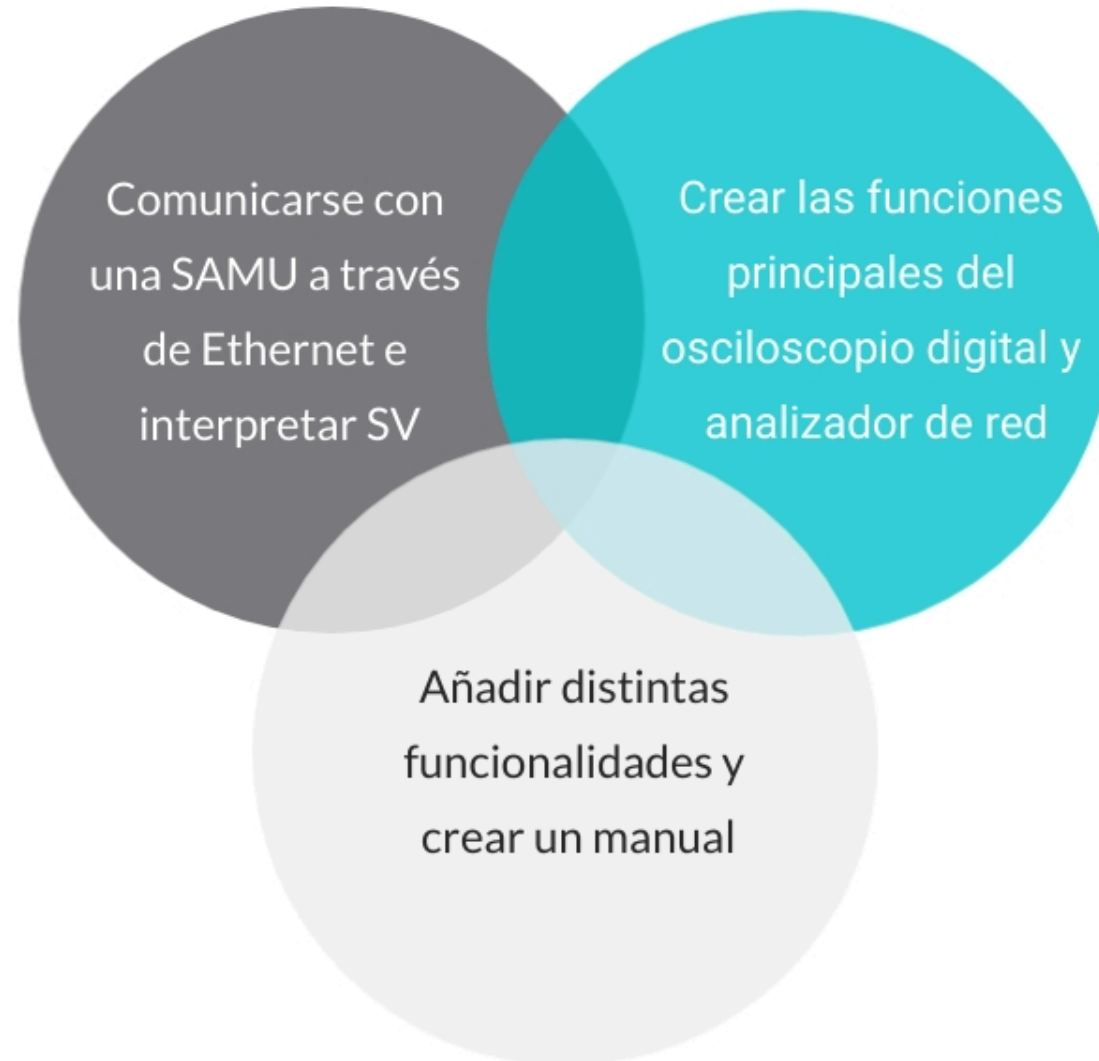 Comunicarse con
una SAMU a través
de Ethernet e
interpretar SV
Crear las funciones
principales del
osciloscopio digital y
analizador de red
Añadir distintas
funcionalidades y
crear un manual